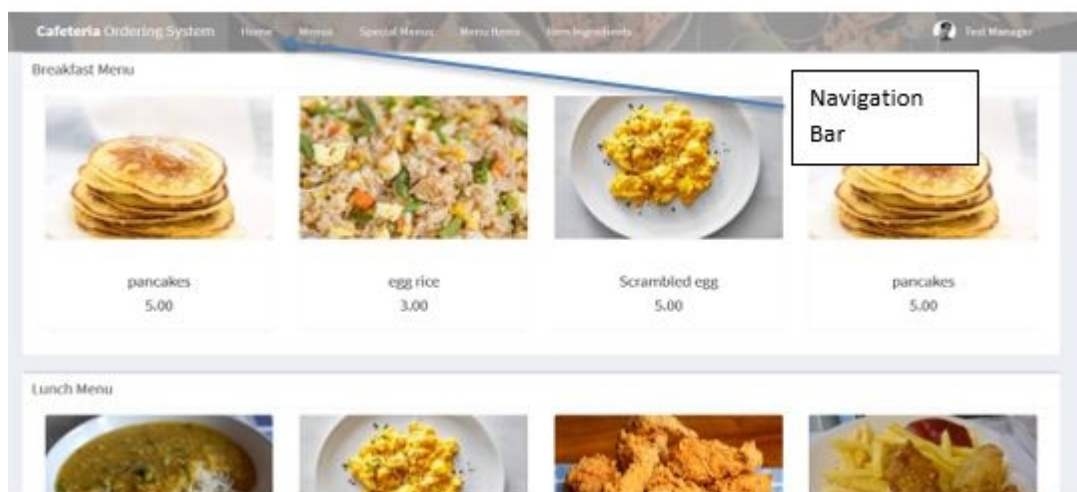 Cafeteria Ordering System Home Menus Special Menus Menu Items Item Ingredients Test Manager
Breakfast Menu
Navigation
Bar
pancakes egg rice Scrambled egg pancakes
5.00 3.00 5.00 5.00
Lunch Menu